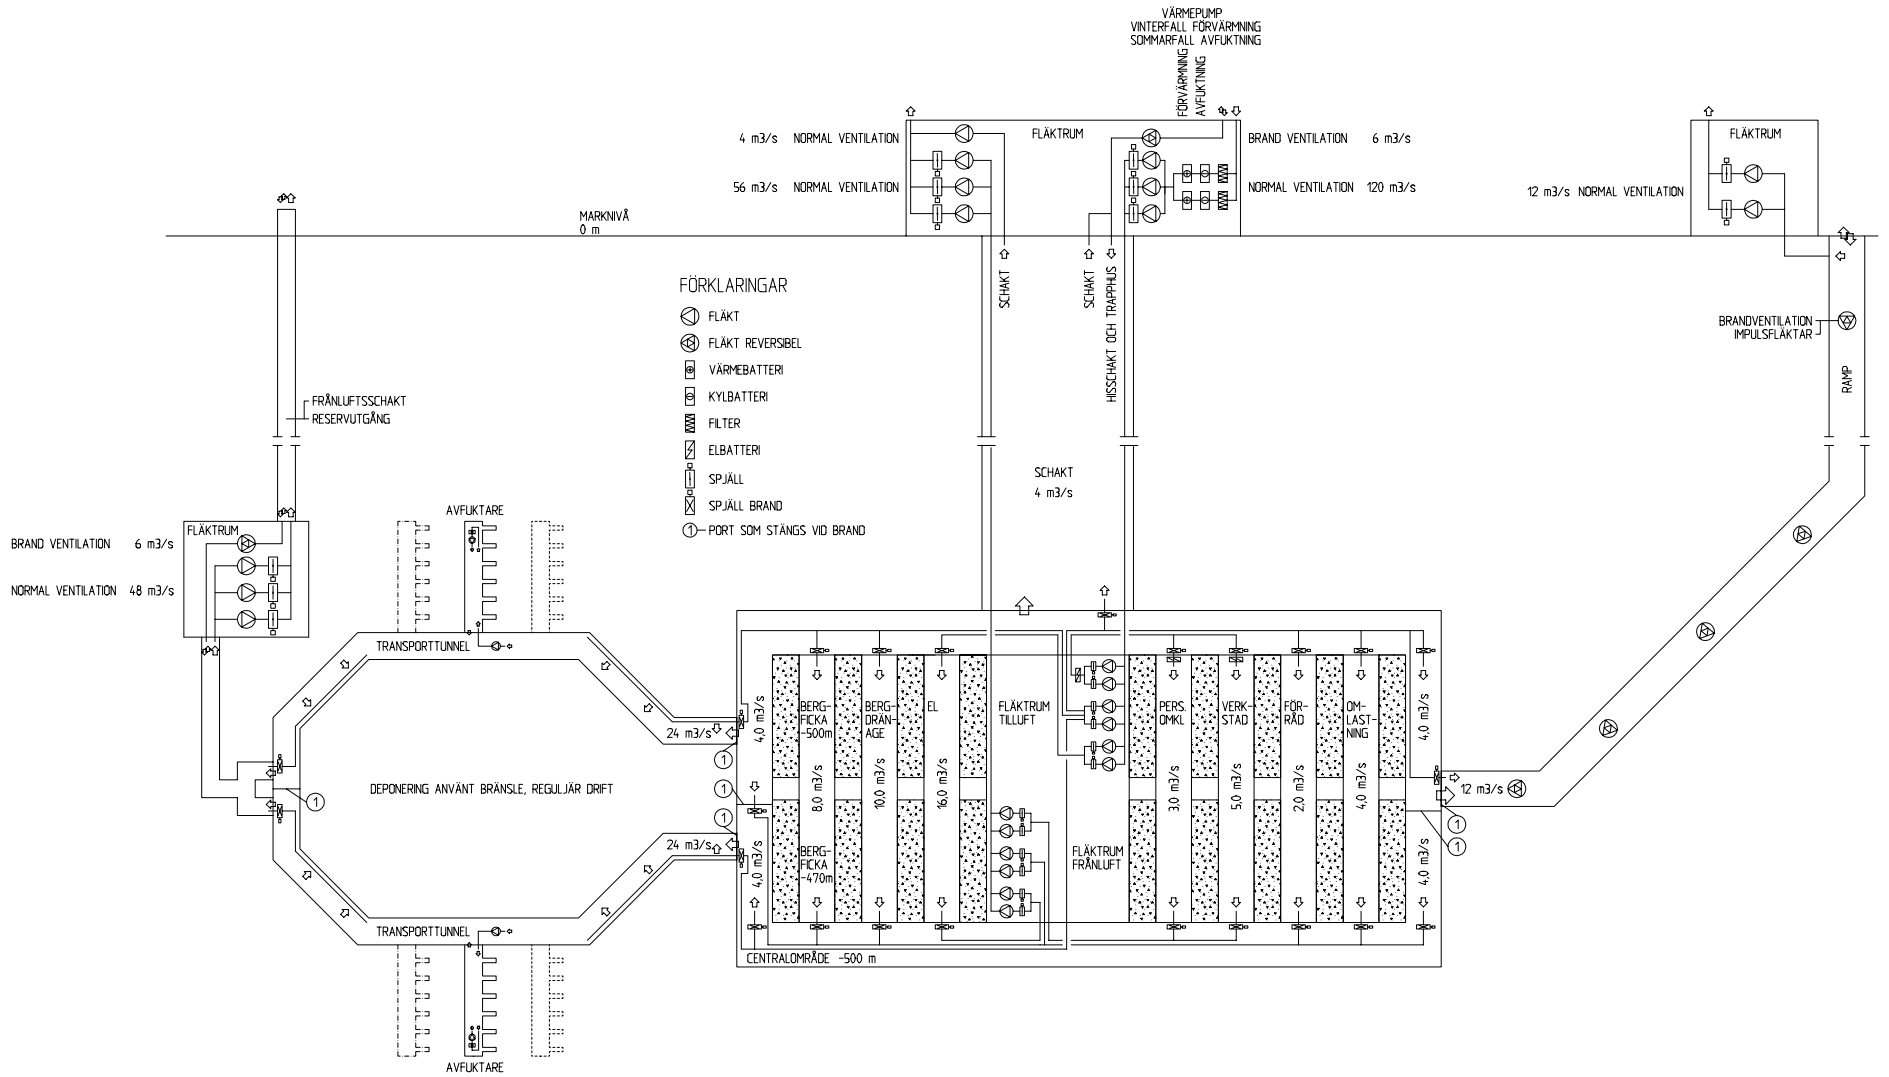 VÄRMEPUMP
VINTERFALL FÖRVÄRMNING
SOMMARFALL AVFUKTNING
FÖRVÄRMNING
AVFUKTNING
4 m3/s NORMAL VENTILATION
FLÄKTRUM
BRAND VENTILATION 6 m3/s
FLÄKTRUM
56 m3/s NORMAL VENTILATION
NORMAL VENTILATION 120 m3/s
12 m3/s NORMAL VENTILATION
MARKNIVÅ
0 m
SCHAKT
SCHAKT
HISSCHAKT OCH TRAPPHUS
FÖRKLARINGAR
FLÄKT
FLÄKT REVERSIBEL
VÄRMEBATTERI
KYLBATTERI
FILTER
ELBATTERI
SPJÄLL
SPJÄLL BRAND
1 PORT SOM STÄNGS VID BRAND
BRANDVENTILATION
IMPULSFLÄKTAR
RAMP
FRÅNLUFTSSCHAKT
RESERVUTGÅNG
SCHAKT
4 m3/s
AVFUKTARE
FLÄKTRUM
BRAND VENTILATION 6 m3/s
NORMAL VENTILATION 48 m3/s
TRANSPORTTUNNEL
24 m3/s
1
1
1
4,0 m3/s
BERG-
FICKA
-500m
BERG-
DRÄN-
AGE
EL
FLÄKTRUM
TILLUFT
PERS.
OMKL
VERK-
STAD
FÖR-
RÅD
OM-
LAST-
NING
4,0 m3/s
8,0 m3/s
10,0 m3/s
16,0 m3/s
3,0 m3/s
5,0 m3/s
2,0 m3/s
4,0 m3/s
12 m3/s
DEPONERING ANVÄNT BRÄNSLE, REGULJÄR DRIFT
1
1
1
24 m3/s
4,0 m3/s
BERG-
FICKA
-470m
FLÄKTRUM
FRÅNLUFT
4,0 m3/s
TRANSPORTTUNNEL
CENTRALOMRÅDE -500 m
AVFUKTARE